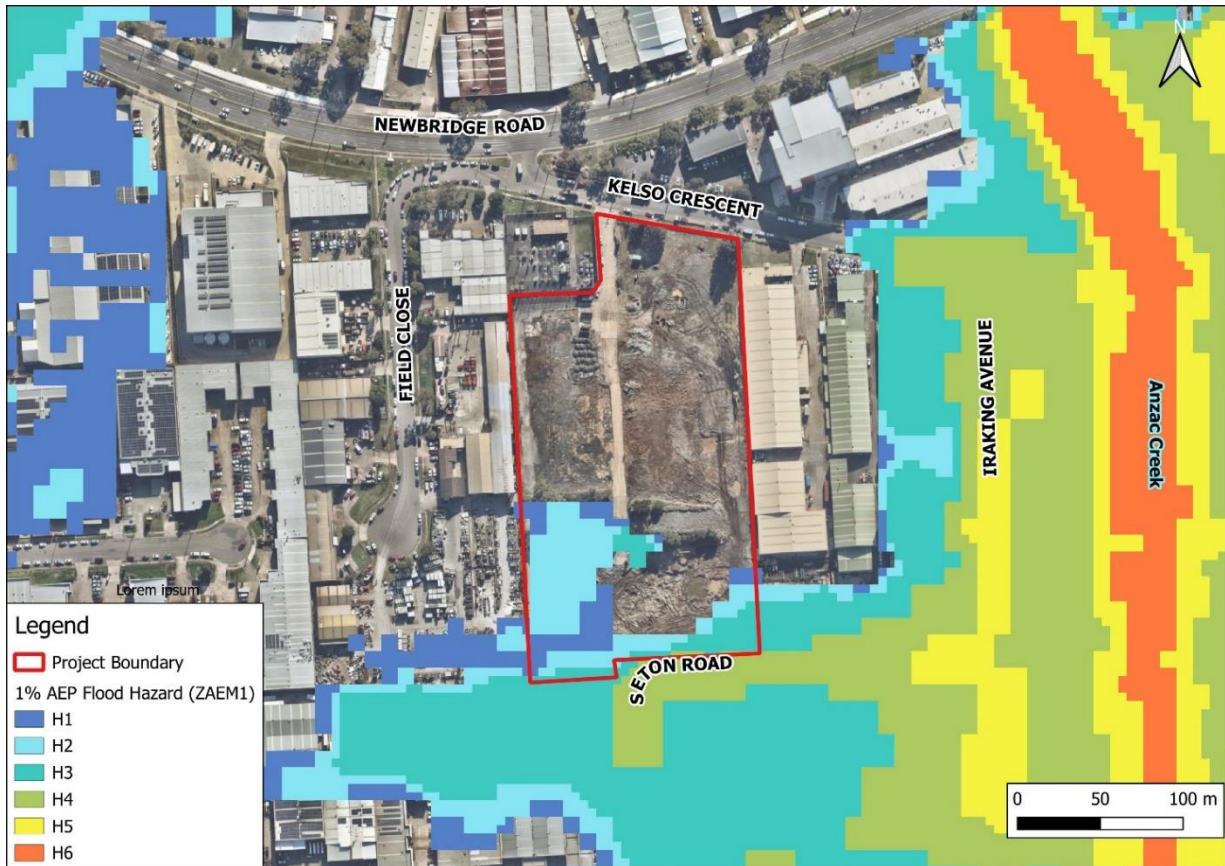 N
NEWBRIDGE ROAD
KELSO CRESCENT
FIELD CLOSE
IRAKING AVENUE
Anzac Creek
SETON ROAD
Lorem ipsum
Legend
Project Boundary
1% AEP Flood Hazard (ZAEM1)
H1
H2
H3
H4
H5
H6
0 50 100 m